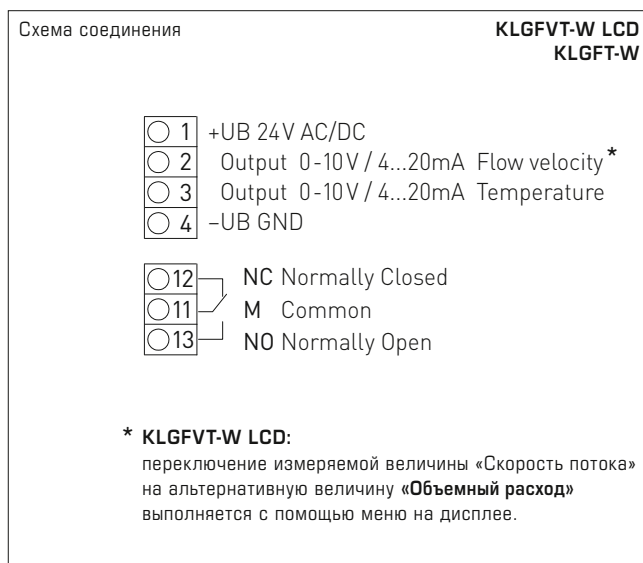 Схема соединения KLGFVT-W LCD
KLGFT-W
1 +UB 24V AC/DC
2 Output 0-10V / 4...20mA Flow velocity*
3 Output 0-10V / 4...20mA Temperature
4 –UB GND
12 NC Normally Closed
11 M Common
13 NO Normally Open
* KLGFVT-W LCD:
переключение измеряемой величины «Скорость потока»
на альтернативную величину «Объемный расход»
выполняется с помощью меню на дисплее.